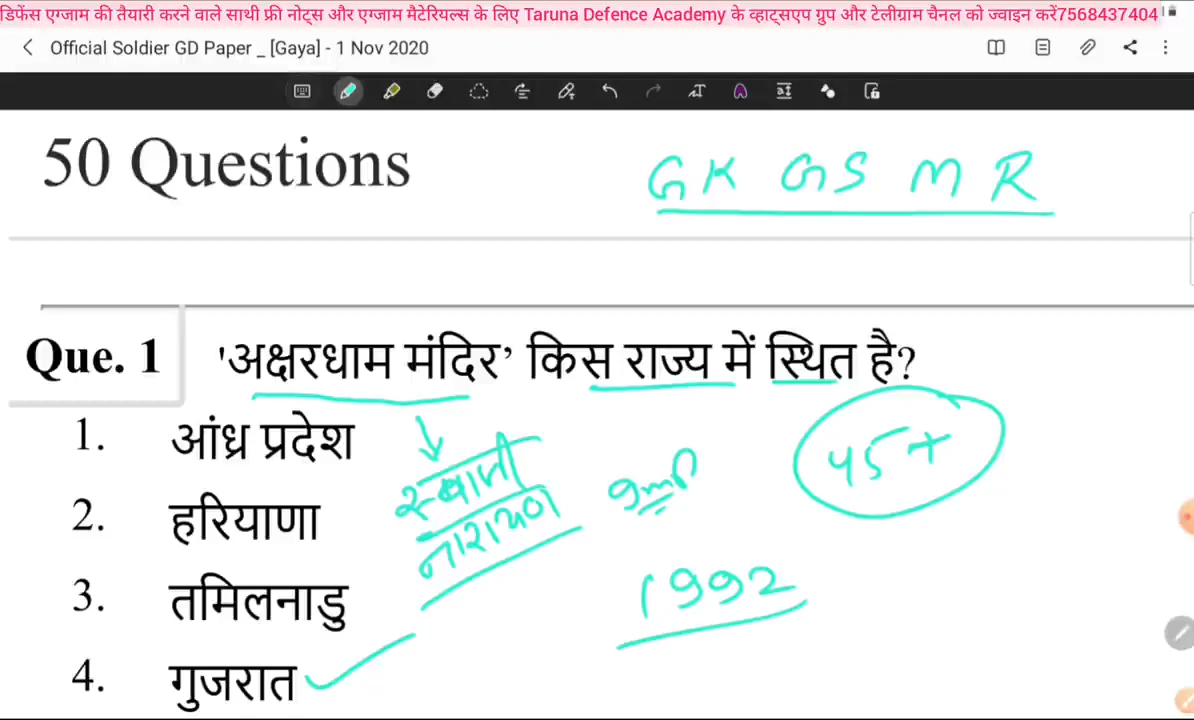 डिफेंस एग्जाम की तैयारी करने वाले साथी फ्री नोट्स और एग्जाम मैटेरियल्स के लिए Taruna Defence Academy के व्हाट्सएप ग्रुप और टेलीग्राम चैनल को ज्वाइन करें7568437404
Official Soldier GD Paper _ [Gaya] - 1 Nov 2020
50 Questions
GK GS M R
Que. 1 'अक्षरधाम मंदिर’ किस राज्य में स्थित है?
1. आंध्र प्रदेश
45+
स्वामी
नारायण
2. हरियाणा
1992
3. तमिलनाडु
4. गुजरात